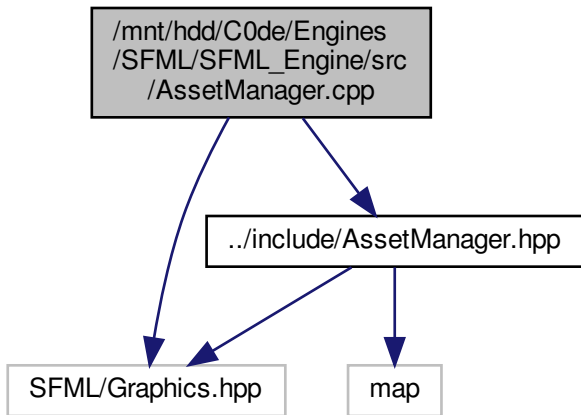 /mnt/hdd/C0de/Engines
/SFML/SFML_Engine/src
/AssetManager.cpp
../include/AssetManager.hpp
SFML/Graphics.hpp
map